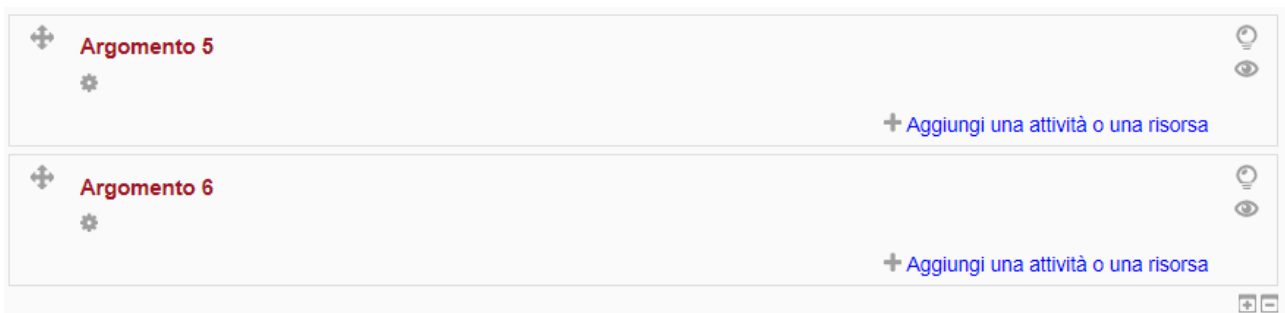 Argomento 5
Aggiungi una attività o una risorsa
Argomento 6
Aggiungi una attività o una risorsa